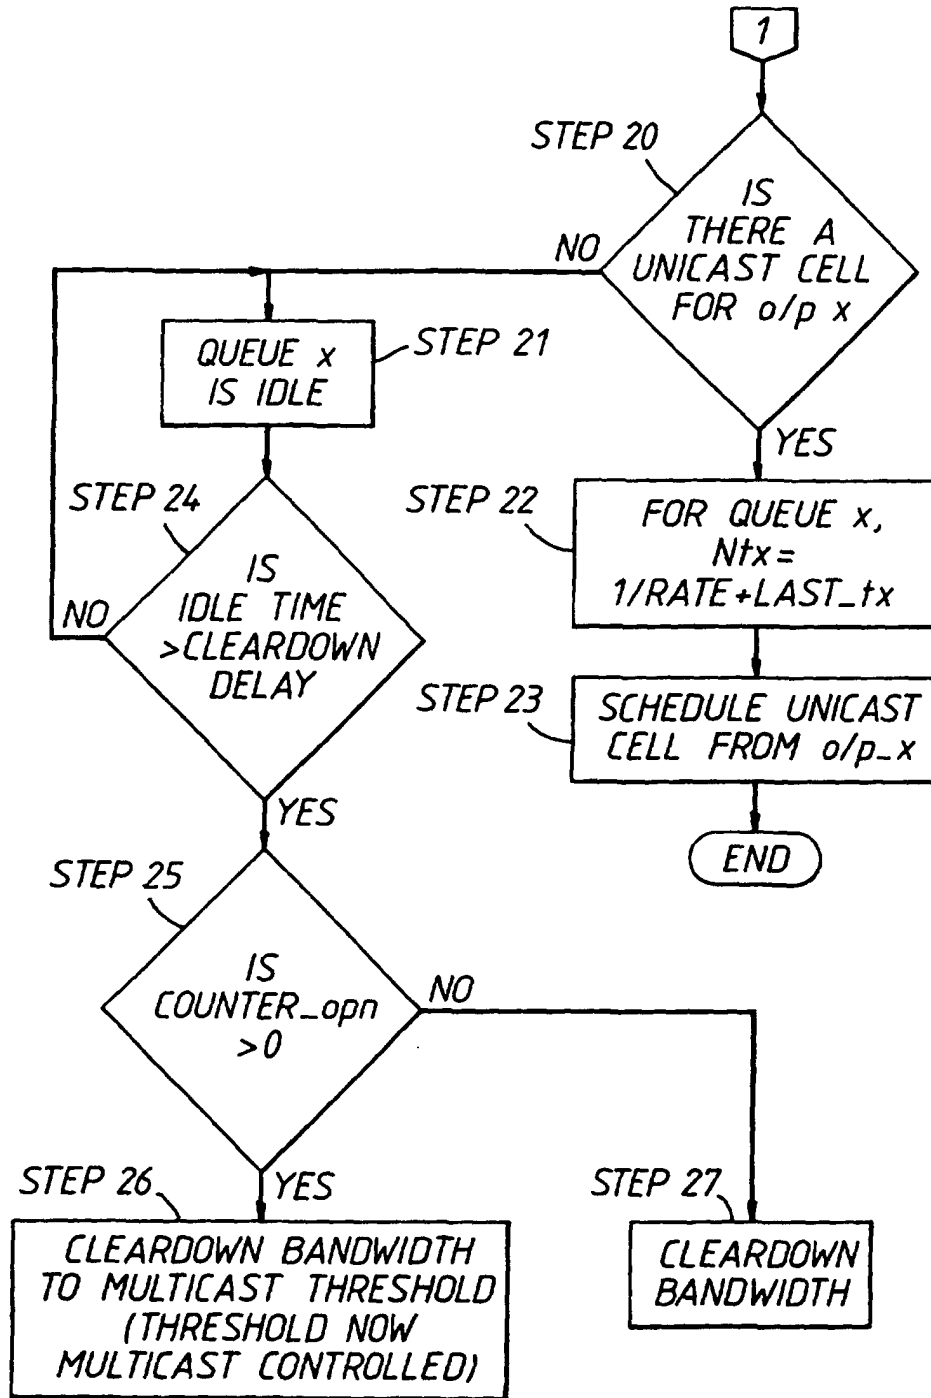 1
STEP 20
IS
THERE A
UNICAST CELL
FOR o/p x
NO
YES
QUEUE x
IS IDLE
STEP 21
STEP 22
FOR QUEUE x,
Ntx=
1/RATE+LAST_tx
STEP 23
SCHEDULE UNICAST
CELL FROM o/p_x
END
STEP 24
IS
IDLE TIME
>CLEARDOWN
DELAY
NO
YES
STEP 25
IS
COUNTER_opn
>0
NO
YES
STEP 26
CLEARDOWN BANDWIDTH
TO MULTICAST THRESHOLD
(THRESHOLD NOW
MULTICAST CONTROLLED)
STEP 27
CLEARDOWN
BANDWIDTH